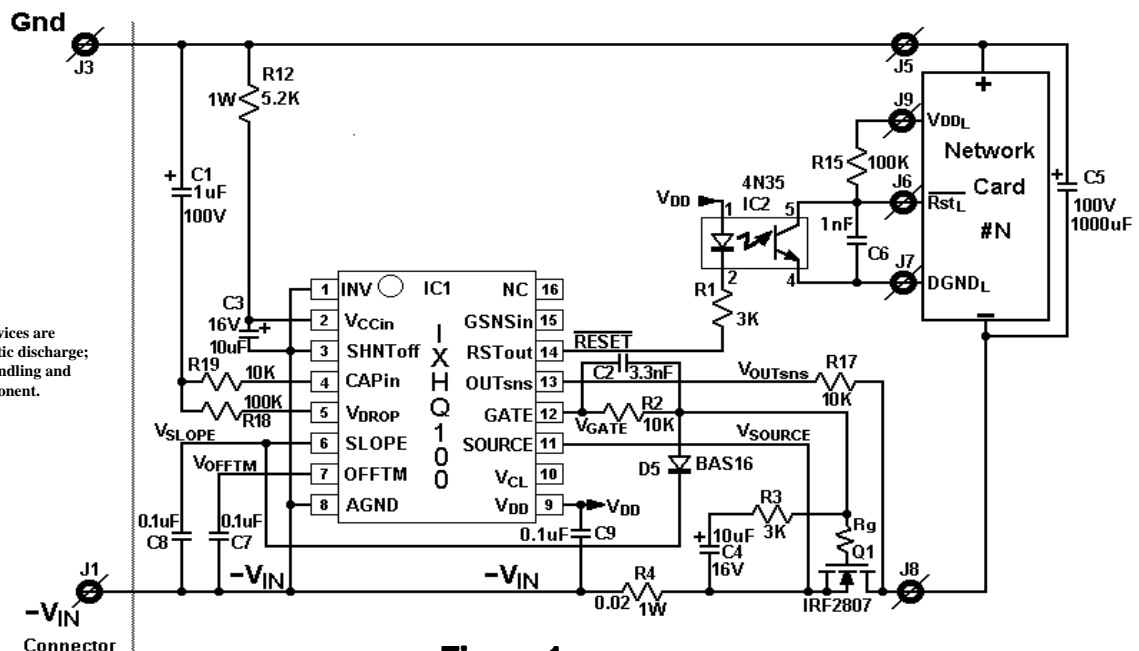 Gnd
J3
J5
R12
1W 5.2K
+
J9
VDDL
R15 100K
Network
Card
#N
J6
RstL
C1
1uF
100V
+
4N35
IC2
VDD
1
5
2
4
1nF
C6
+ C5
100V
1000uF
J7
DGNDL
R1
3K
1 INV
IC1
NC 16
2 VCCin
GSNSin 15
3 SHNToff
RSTout 14
4 CAPin
OUTsns 13
5 VDROP
GATE 12
6 SLOPE
SOURCE 11
7 OFFTM
VCL 10
8 AGND
VDD 9
IXHQ100
C3
16V
+
10uF
vices are
tic discharge;
ndling and
onent.
R19 10K
100K
R18
RESET
C2 3.3nF
VOUTsns
R17
10K
R2
10K
VGATE
VSLOPE
VSOURCE
VOFFTM
D5 BAS16
VDD
0.1uF
C8
0.1uF
C7
0.1uF C9
+ 10uF
C4
16V
R3
3K
Rg
Q1
IRF2807
J1
-VIN
-VIN
-VIN
R4
0.02 1W
J8
Connector